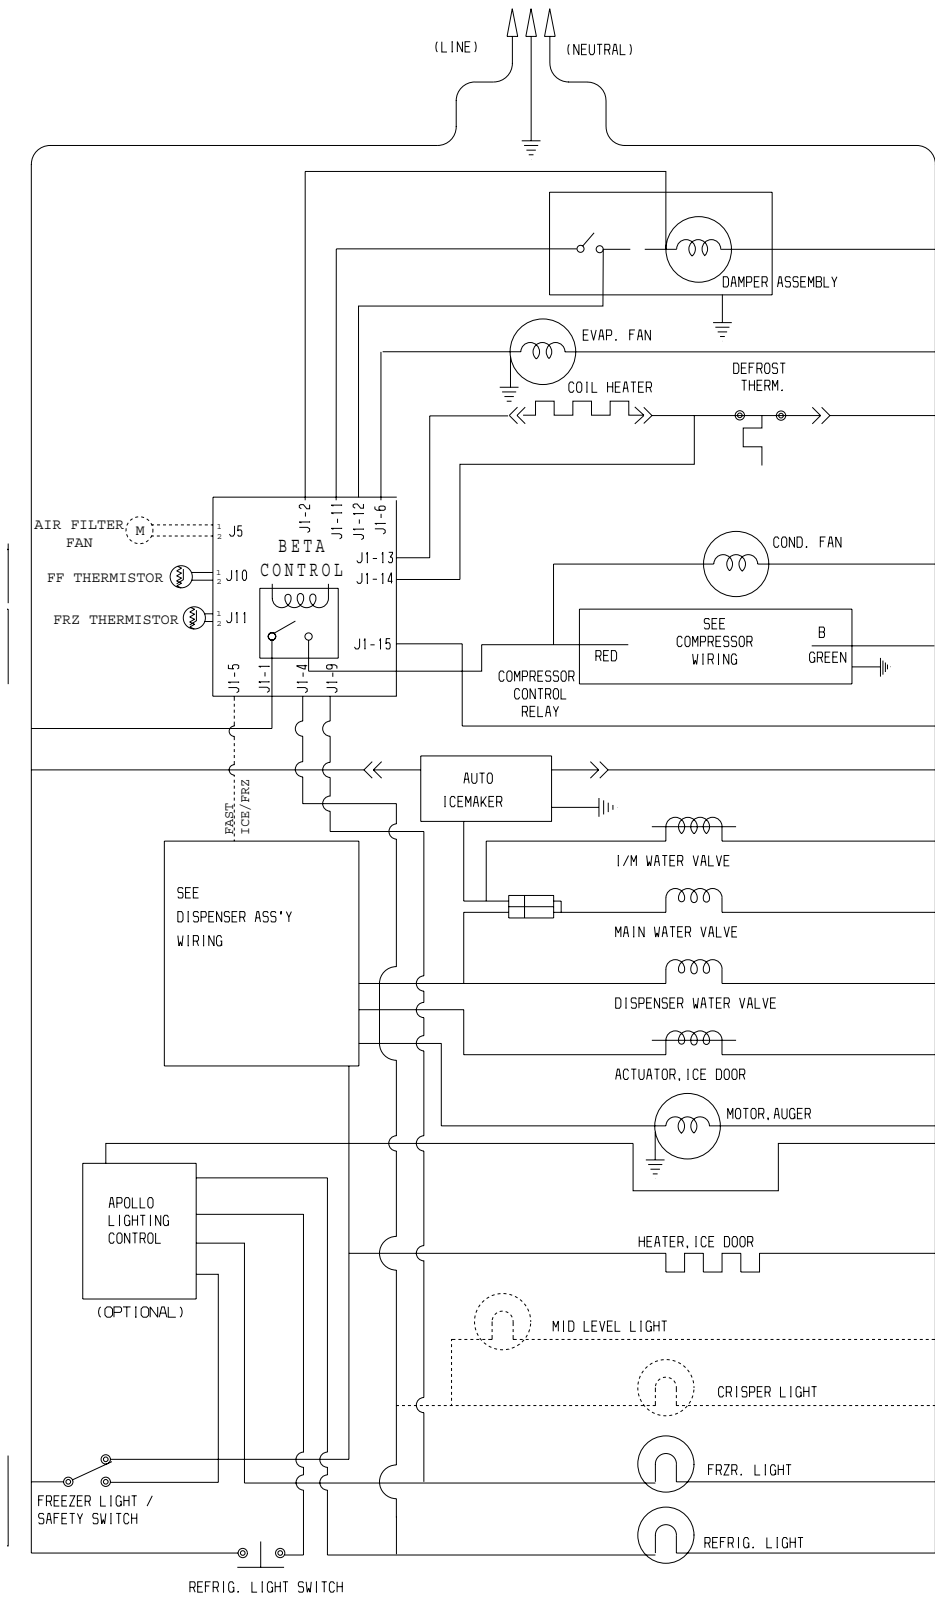 (LINE)
(NEUTRAL)
DAMPER ASSEMBLY
EVAP. FAN
DEFROST
THERM.
COIL HEATER
J1-2
J1-11
J1-12
J1-6
AIR FILTER
FAN
M
1
2
J5
BETA
CONTROL
J1-13
J1-14
COND. FAN
FF THERMISTOR
1
2
J10
FRZ THERMISTOR
1
2
J11
J1-15
SEE
COMPRESSOR
WIRING
RED
B
GREEN
J1-5
J1-1
J1-4
J1-9
COMPRESSOR
CONTROL
RELAY
AUTO
ICEMAKER
FAST
ICE/FRZ
I/M WATER VALVE
SEE
DISPENSER ASS'Y
WIRING
MAIN WATER VALVE
DISPENSER WATER VALVE
ACTUATOR, ICE DOOR
MOTOR, AUGER
APOLLO
LIGHTING
CONTROL
(OPTIONAL)
HEATER, ICE DOOR
MID LEVEL LIGHT
CRISPER LIGHT
FRZR. LIGHT
FREEZER LIGHT /
SAFETY SWITCH
REFRIG. LIGHT
REFRIG. LIGHT SWITCH